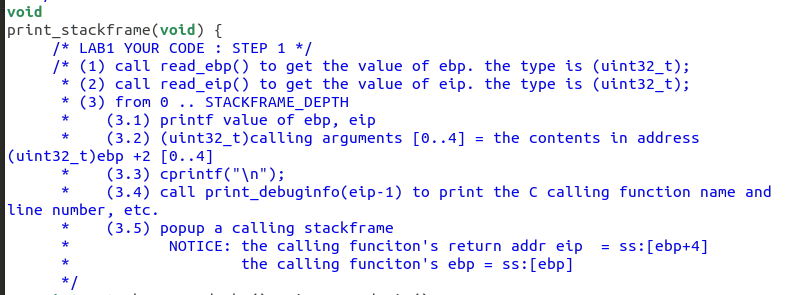 void
print_stackframe(void) {
     /* LAB1 YOUR CODE : STEP 1 */
     /* (1) call read_ebp() to get the value of ebp. the type is (uint32_t);
      * (2) call read_eip() to get the value of eip. the type is (uint32_t);
      * (3) from 0 .. STACKFRAME_DEPTH
      *    (3.1) printf value of ebp, eip
      *    (3.2) (uint32_t)calling arguments [0..4] = the contents in address
(uint32_t)ebp +2 [0..4]
      *    (3.3) cprintf("\n");
      *    (3.4) call print_debuginfo(eip-1) to print the C calling function name and
line number, etc.
      *    (3.5) popup a calling stackframe
      *           NOTICE: the calling funciton's return addr eip  = ss:[ebp+4]
      *                   the calling funciton's ebp = ss:[ebp]
      */